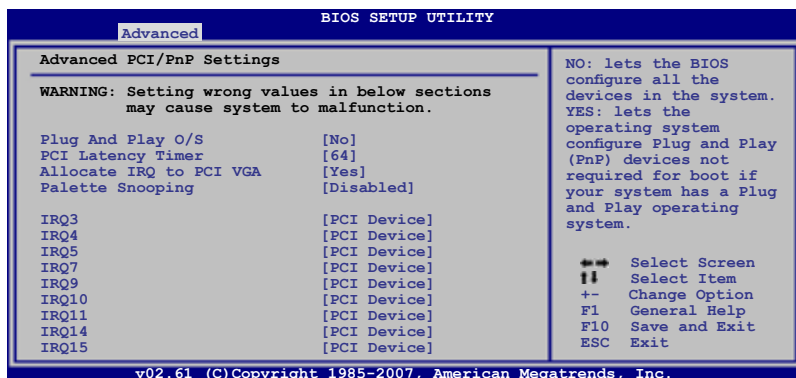 BIOS SETUP UTILITY
Advanced
Advanced PCI/PnP Settings
WARNING: Setting wrong values in below sections
may cause system to malfunction.
Plug And Play O/S [No]
PCI Latency Timer [64]
Allocate IRQ to PCI VGA [Yes]
Palette Snooping [Disabled]
IRQ3 [PCI Device]
IRQ4 [PCI Device]
IRQ5 [PCI Device]
IRQ7 [PCI Device]
IRQ9 [PCI Device]
IRQ10 [PCI Device]
IRQ11 [PCI Device]
IRQ14 [PCI Device]
IRQ15 [PCI Device]
NO: lets the BIOS
configure all the
devices in the system.
YES: lets the
operating system
configure Plug and Play
(PnP) devices not
required for boot if
your system has a Plug
and Play operating
system.
Select Screen
Select Item
+- Change Option
F1 General Help
F10 Save and Exit
ESC Exit
v02.61 (C)Copyright 1985-2007, American Megatrends, Inc.